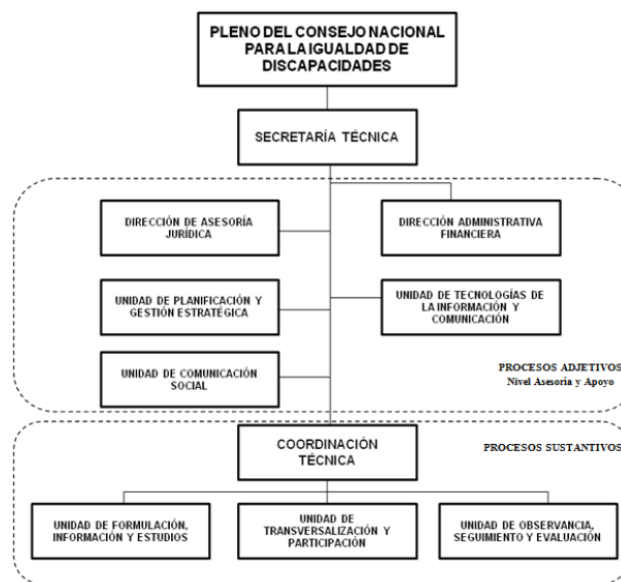 PLENO DEL CONSEJO NACIONAL
PARA LA IGUALDAD DE
DISCAPACIDADES
SECRETARÍA TÉCNICA
DIRECCIÓN DE ASESORÍA
JURÍDICA
DIRECCIÓN ADMINISTRATIVA
FINANCIERA
UNIDAD DE PLANIFICACIÓN Y
GESTIÓN ESTRATÉGICA
UNIDAD DE TECNOLOGÍAS DE
LA INFORMACIÓN Y
COMUNICACIÓN
UNIDAD DE COMUNICACIÓN
SOCIAL
PROCESOS ADJETIVOS
Nivel Asesoria y Apoyo
COORDINACIÓN
TÉCNICA
PROCESOS SUSTANTIVOS
UNIDAD DE FORMULACIÓN,
INFORMACIÓN Y ESTUDIOS
UNIDAD DE
TRANSVERSALIZACIÓN Y
PARTICIPACIÓN
UNIDAD DE OBSERVANCIA,
SEGUIMIENTO Y EVALUACIÓN